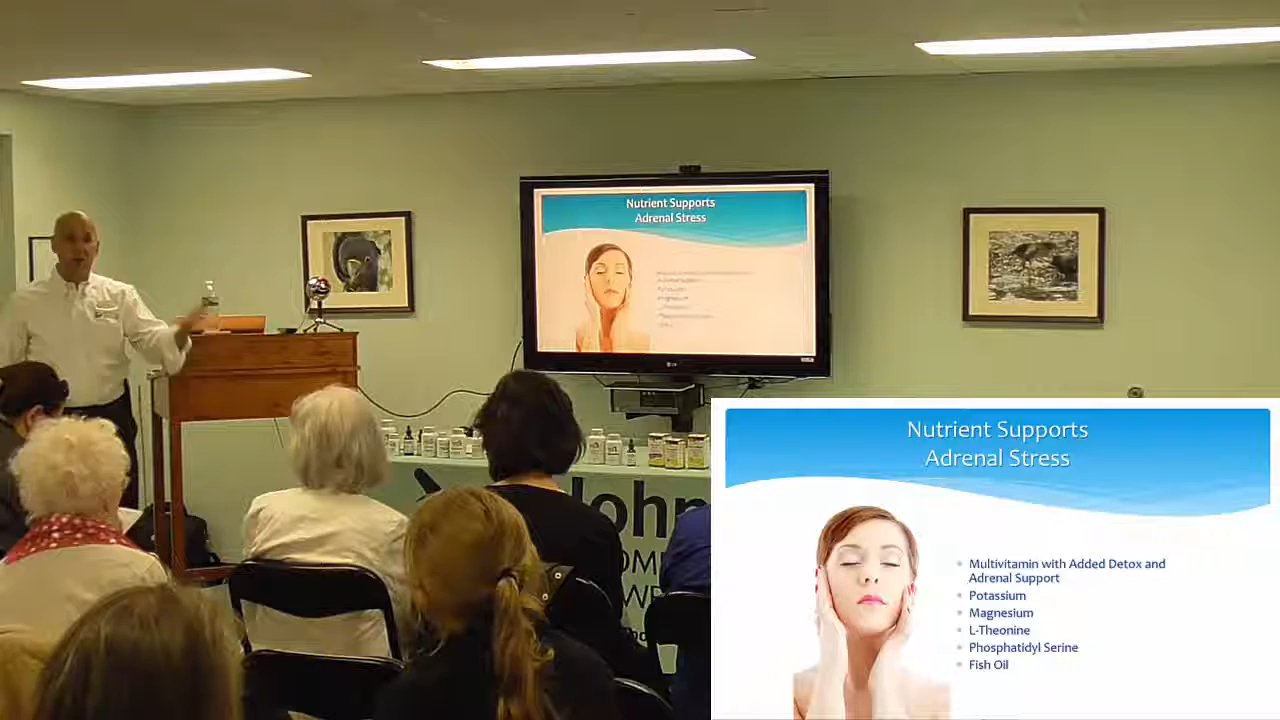 Nutrient Supports
Adrenal Stress
John
Nutrient Supports
Adrenal Stress
Multivitamin with Added Detox and
Adrenal Support
Potassium
Magnesium
L-Theonine
Phosphatidyl Serine
Fish Oil